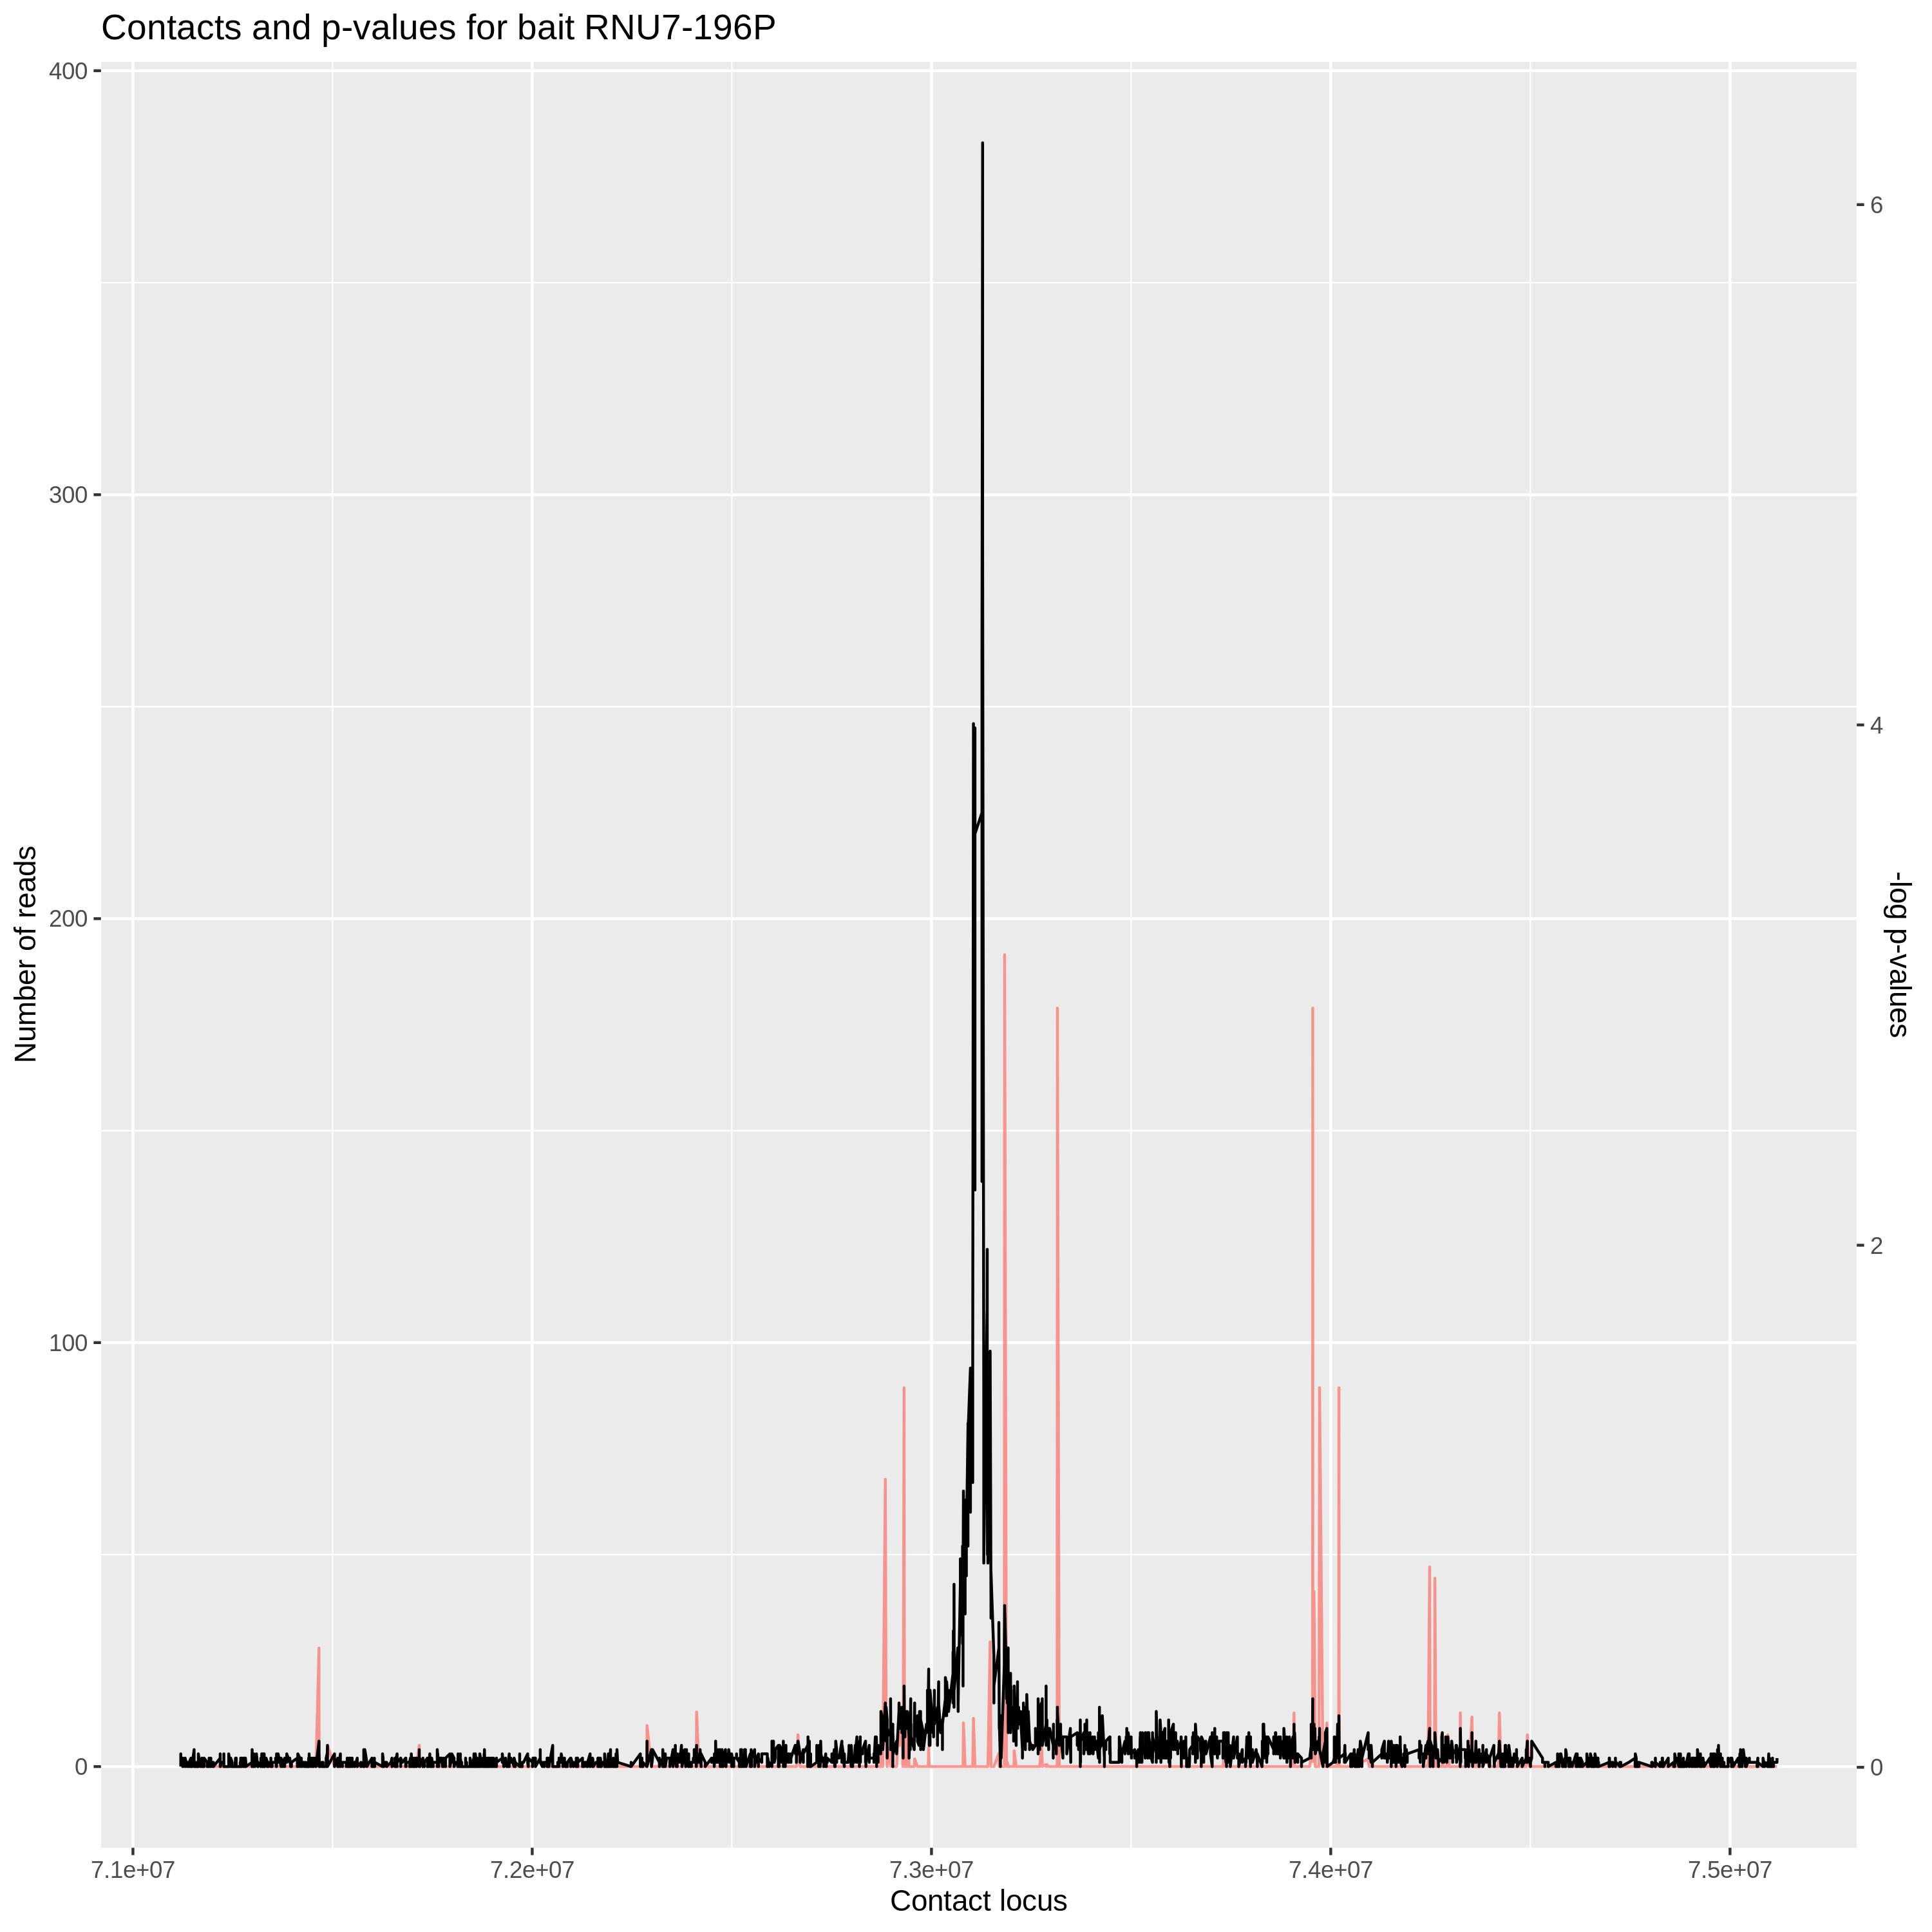 Contacts and p-values for bait RNU7-196P
400
300
200
100
0
Number of reads
6
4
2
0
-log p-values
7.1e+07
7.2e+07
7.3e+07
7.4e+07
7.5e+07
Contact locus